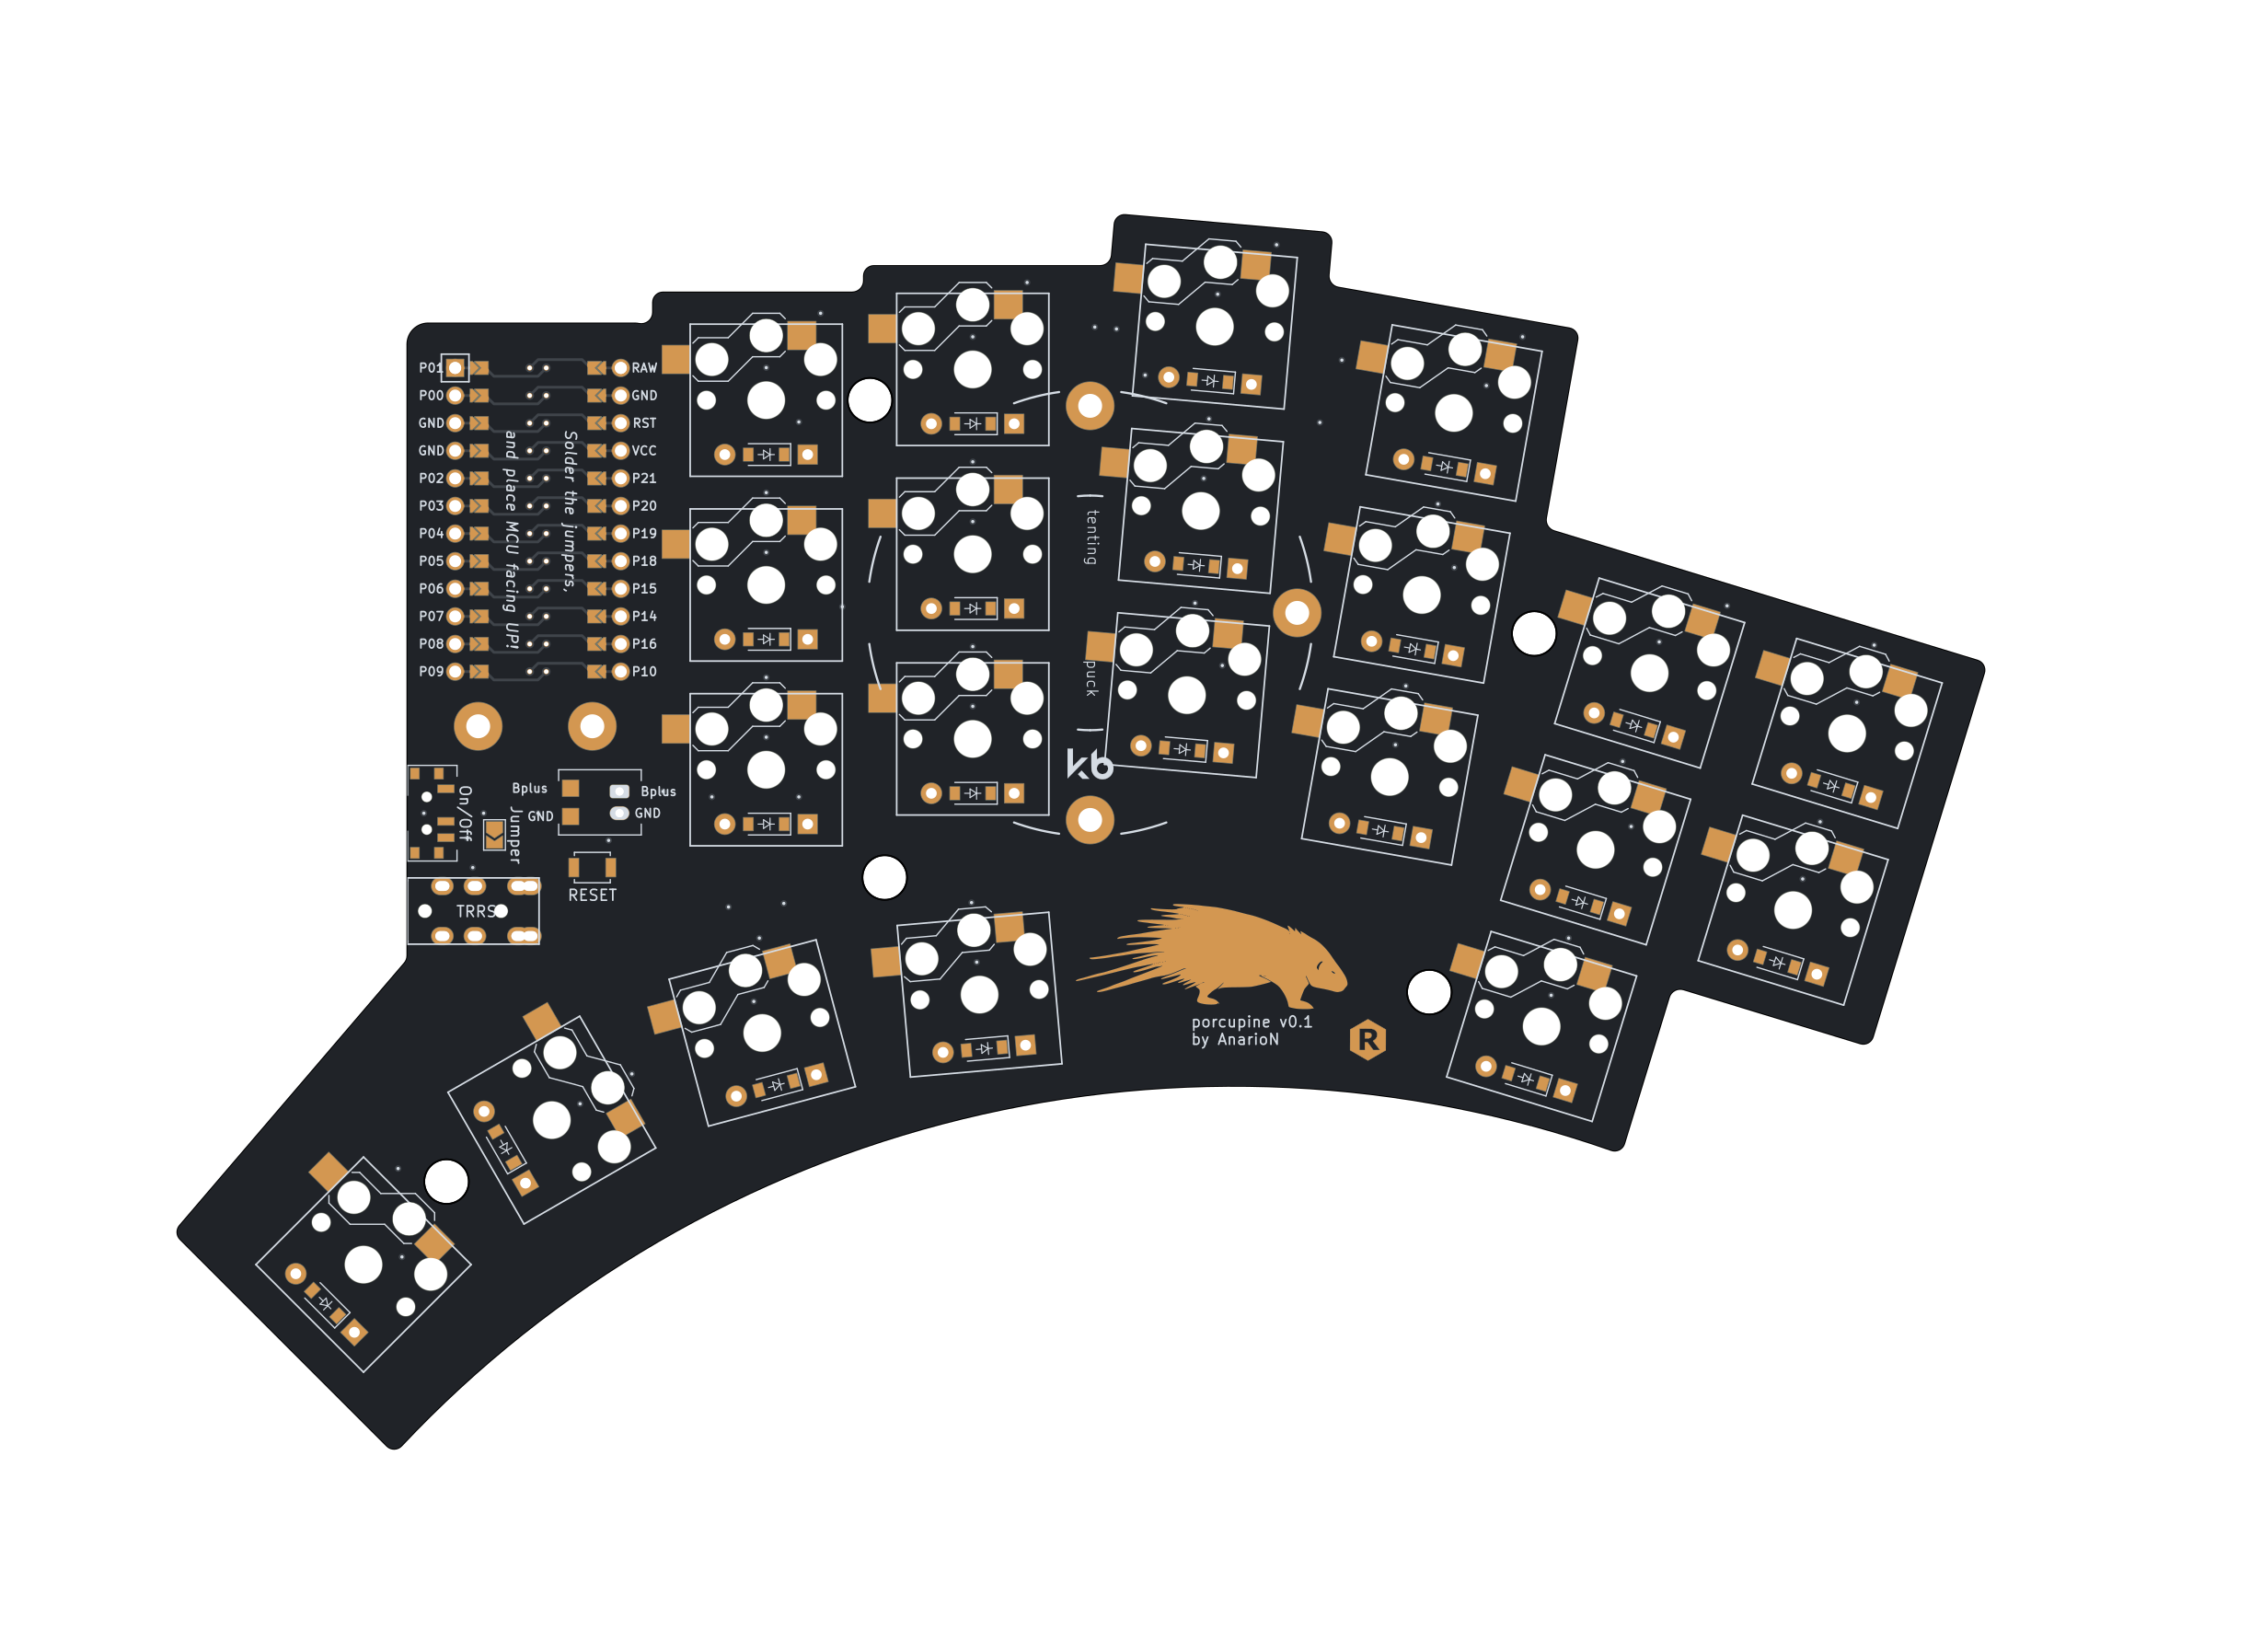 P01 RAW
P00 GND
GND RST
GND VCC
P02 P21
P03 P20
P04 P19
P05 P18
P06 P15
P07 P14
P08 P16
P09 P10
Solder the jumpers,
and place MCU facing UP!
tenting
puck
kb
Bplus Bplus
GND GND
On/Off
Jumper
RESET
TRRS
porcupine v0.1
by AnarioN
R